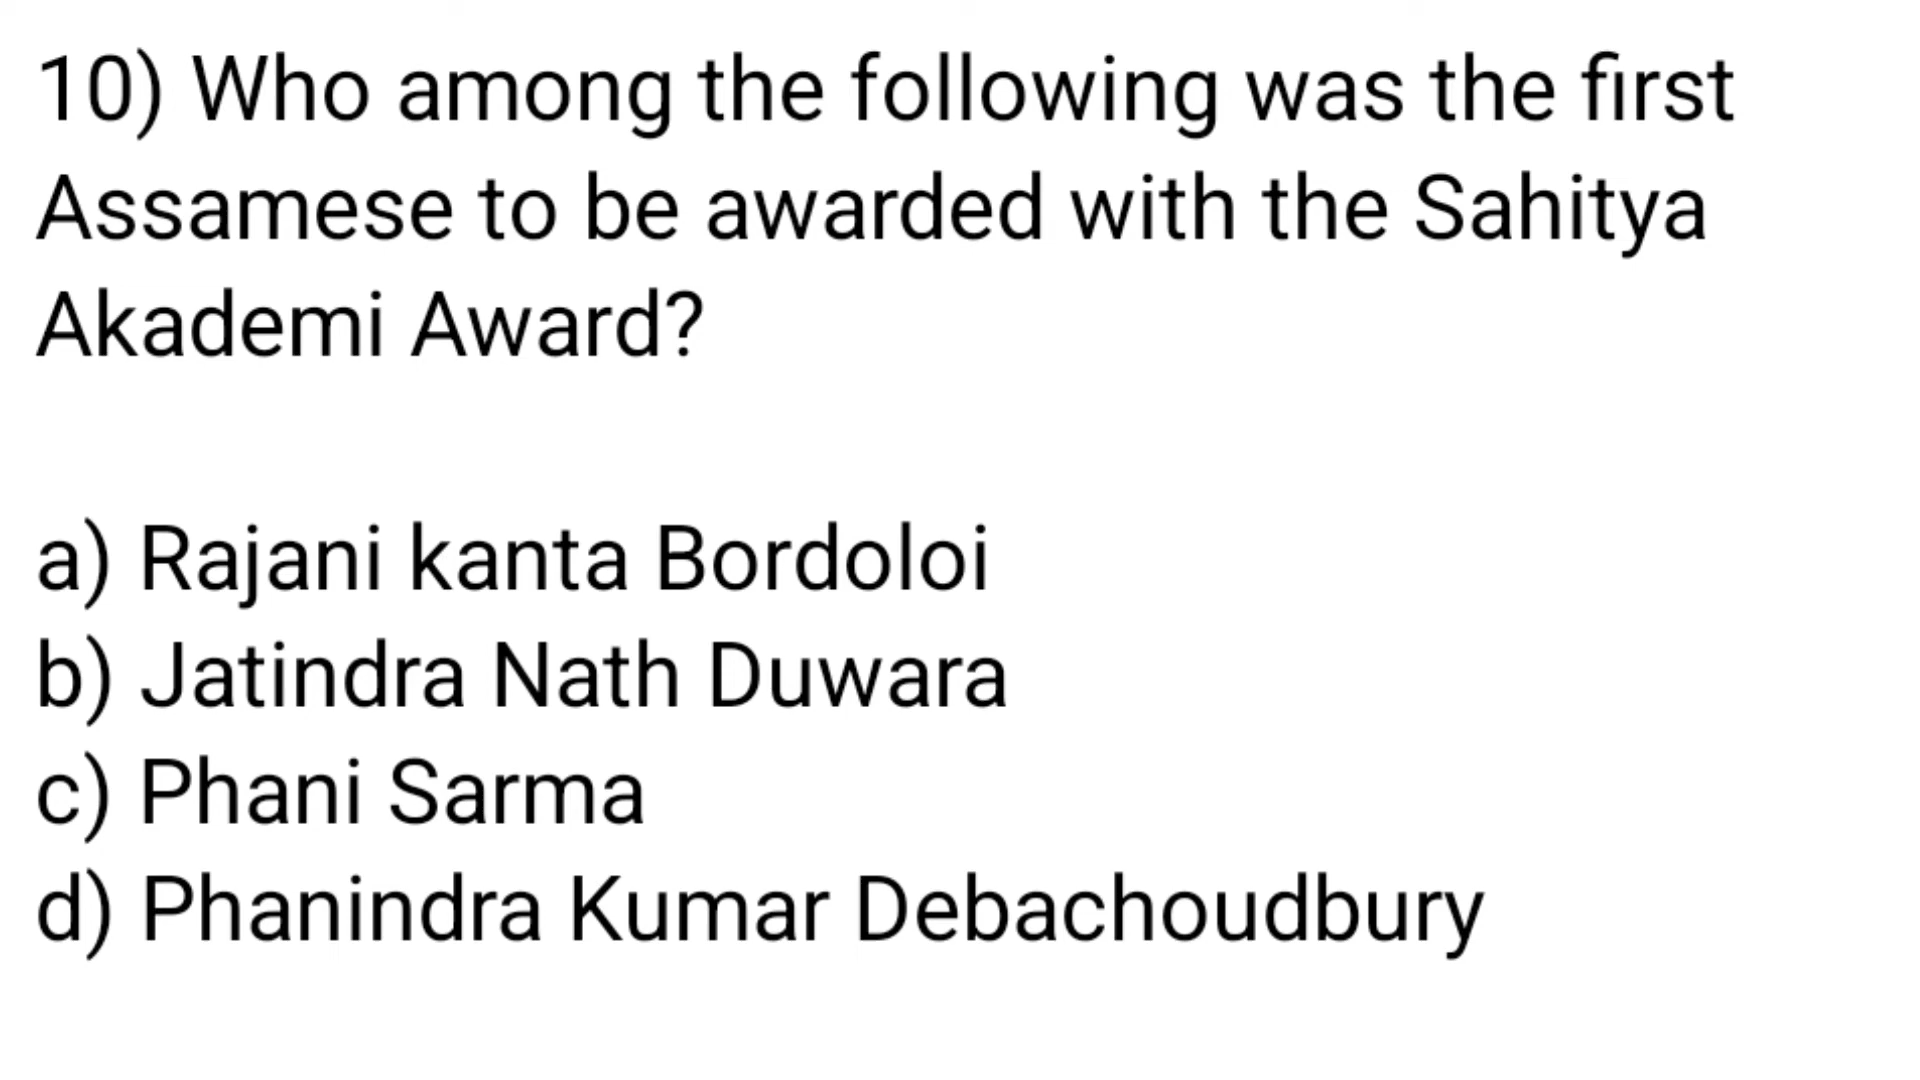 10) Who among the following was the first
Assamese to be awarded with the Sahitya
Akademi Award?
a) Rajani kanta Bordoloi
b) Jatindra Nath Duwara
c) Phani Sarma
d) Phanindra Kumar Debachoudbury